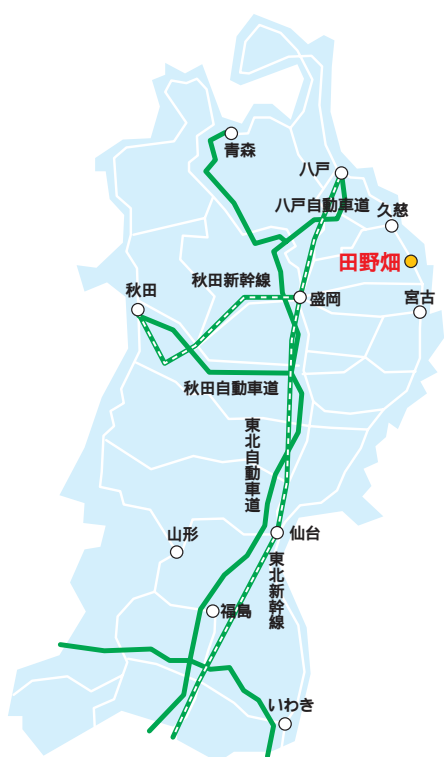 青森
八戸
八戸自動車道
久慈
田野畑
秋田新幹線
秋田
盛岡
宮古
秋田自動車道
東北自動車道
仙台
山形
東北新幹線
福島
いわき